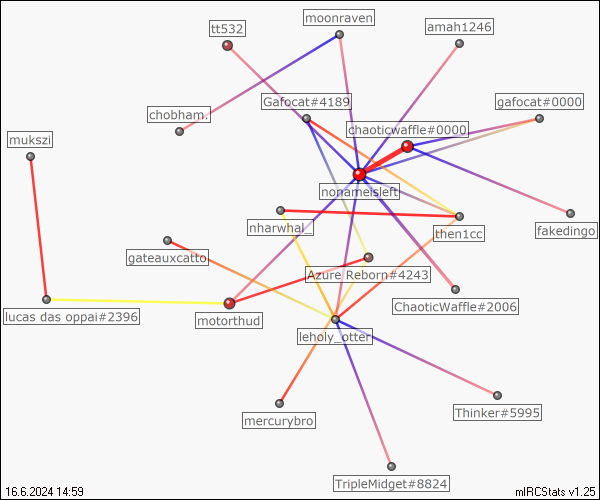 moonraven
tt532
amah1246
Gafocat#4189
gafocat#0000
chobham.
chaoticwaffle#0000
mukszi
nonameisleft
nharwhal_
then1cc
fakedingo
gateauxcatto
Azure Reborn#4243
ChaoticWaffle#2006
lucas das oppai#2396
motorthud
leholy_otter
mercurybro
Thinker#5995
TripleMidget#8824
16.6.2024 14:59
mIRCStats v1.25